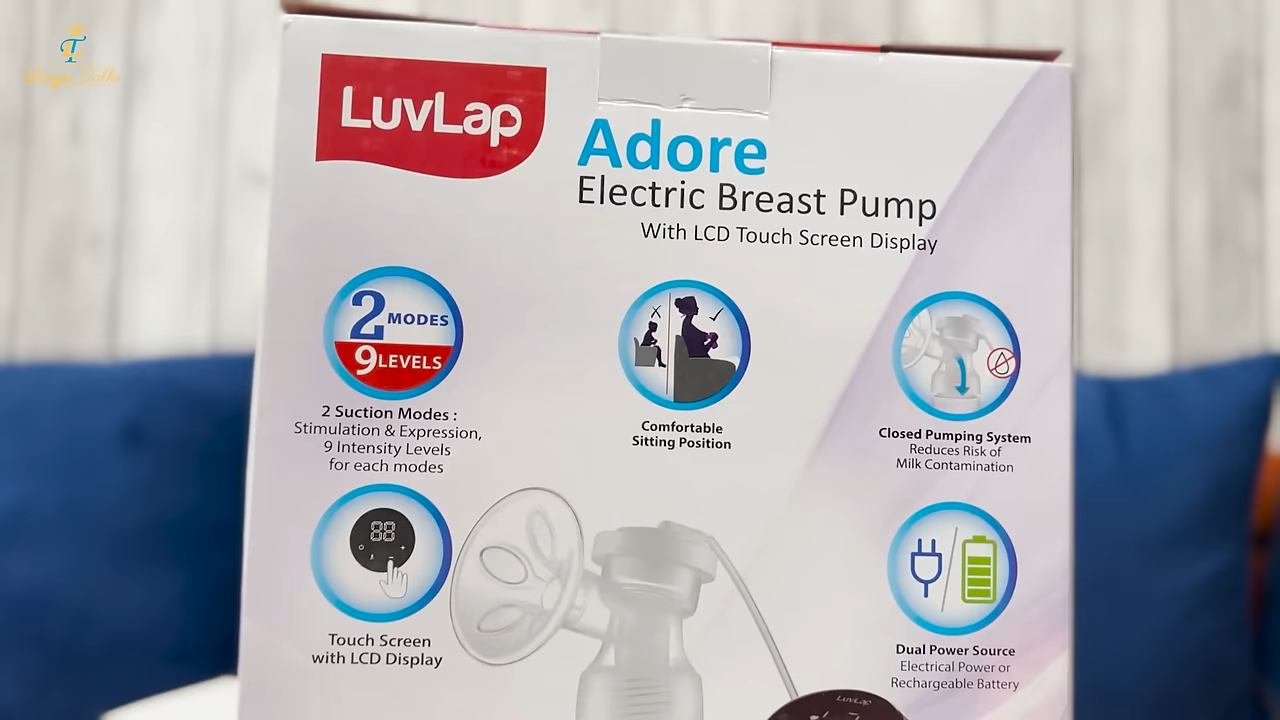 LuvLap
Adore
Electric Breast Pump
With LCD Touch Screen Display
2 MODES
9 LEVELS
2 Suction Modes :
Stimulation & Expression,
9 Intensity Levels
for each modes
Comfortable
Sitting Position
Closed Pumping System
Reduces Risk of
Milk Contamination
88
Touch Screen
with LCD Display
Dual Power Source
Electrical Power or
Rechargeable Battery
LuvLap